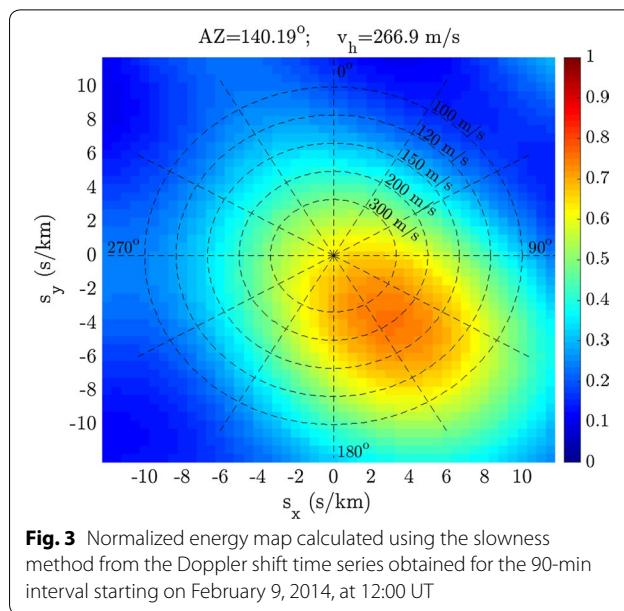 AZ=140.19°; v_h=266.9 m/s
1
10
0°
100 m/s
0.9
8
120 m/s
0.8
6
150 m/s
4
200 m/s
0.7
2
300 m/s
0.6
s_y (s/km)
0
270°
90°
0.5
-2
0.4
-4
0.3
-6
-8
0.2
-10
0.1
180°
0
-10 -8 -6 -4 -2 0 2 4 6 8 10
s_x (s/km)
Fig. 3 Normalized energy map calculated using the slowness
method from the Doppler shift time series obtained for the 90-min
interval starting on February 9, 2014, at 12:00 UT